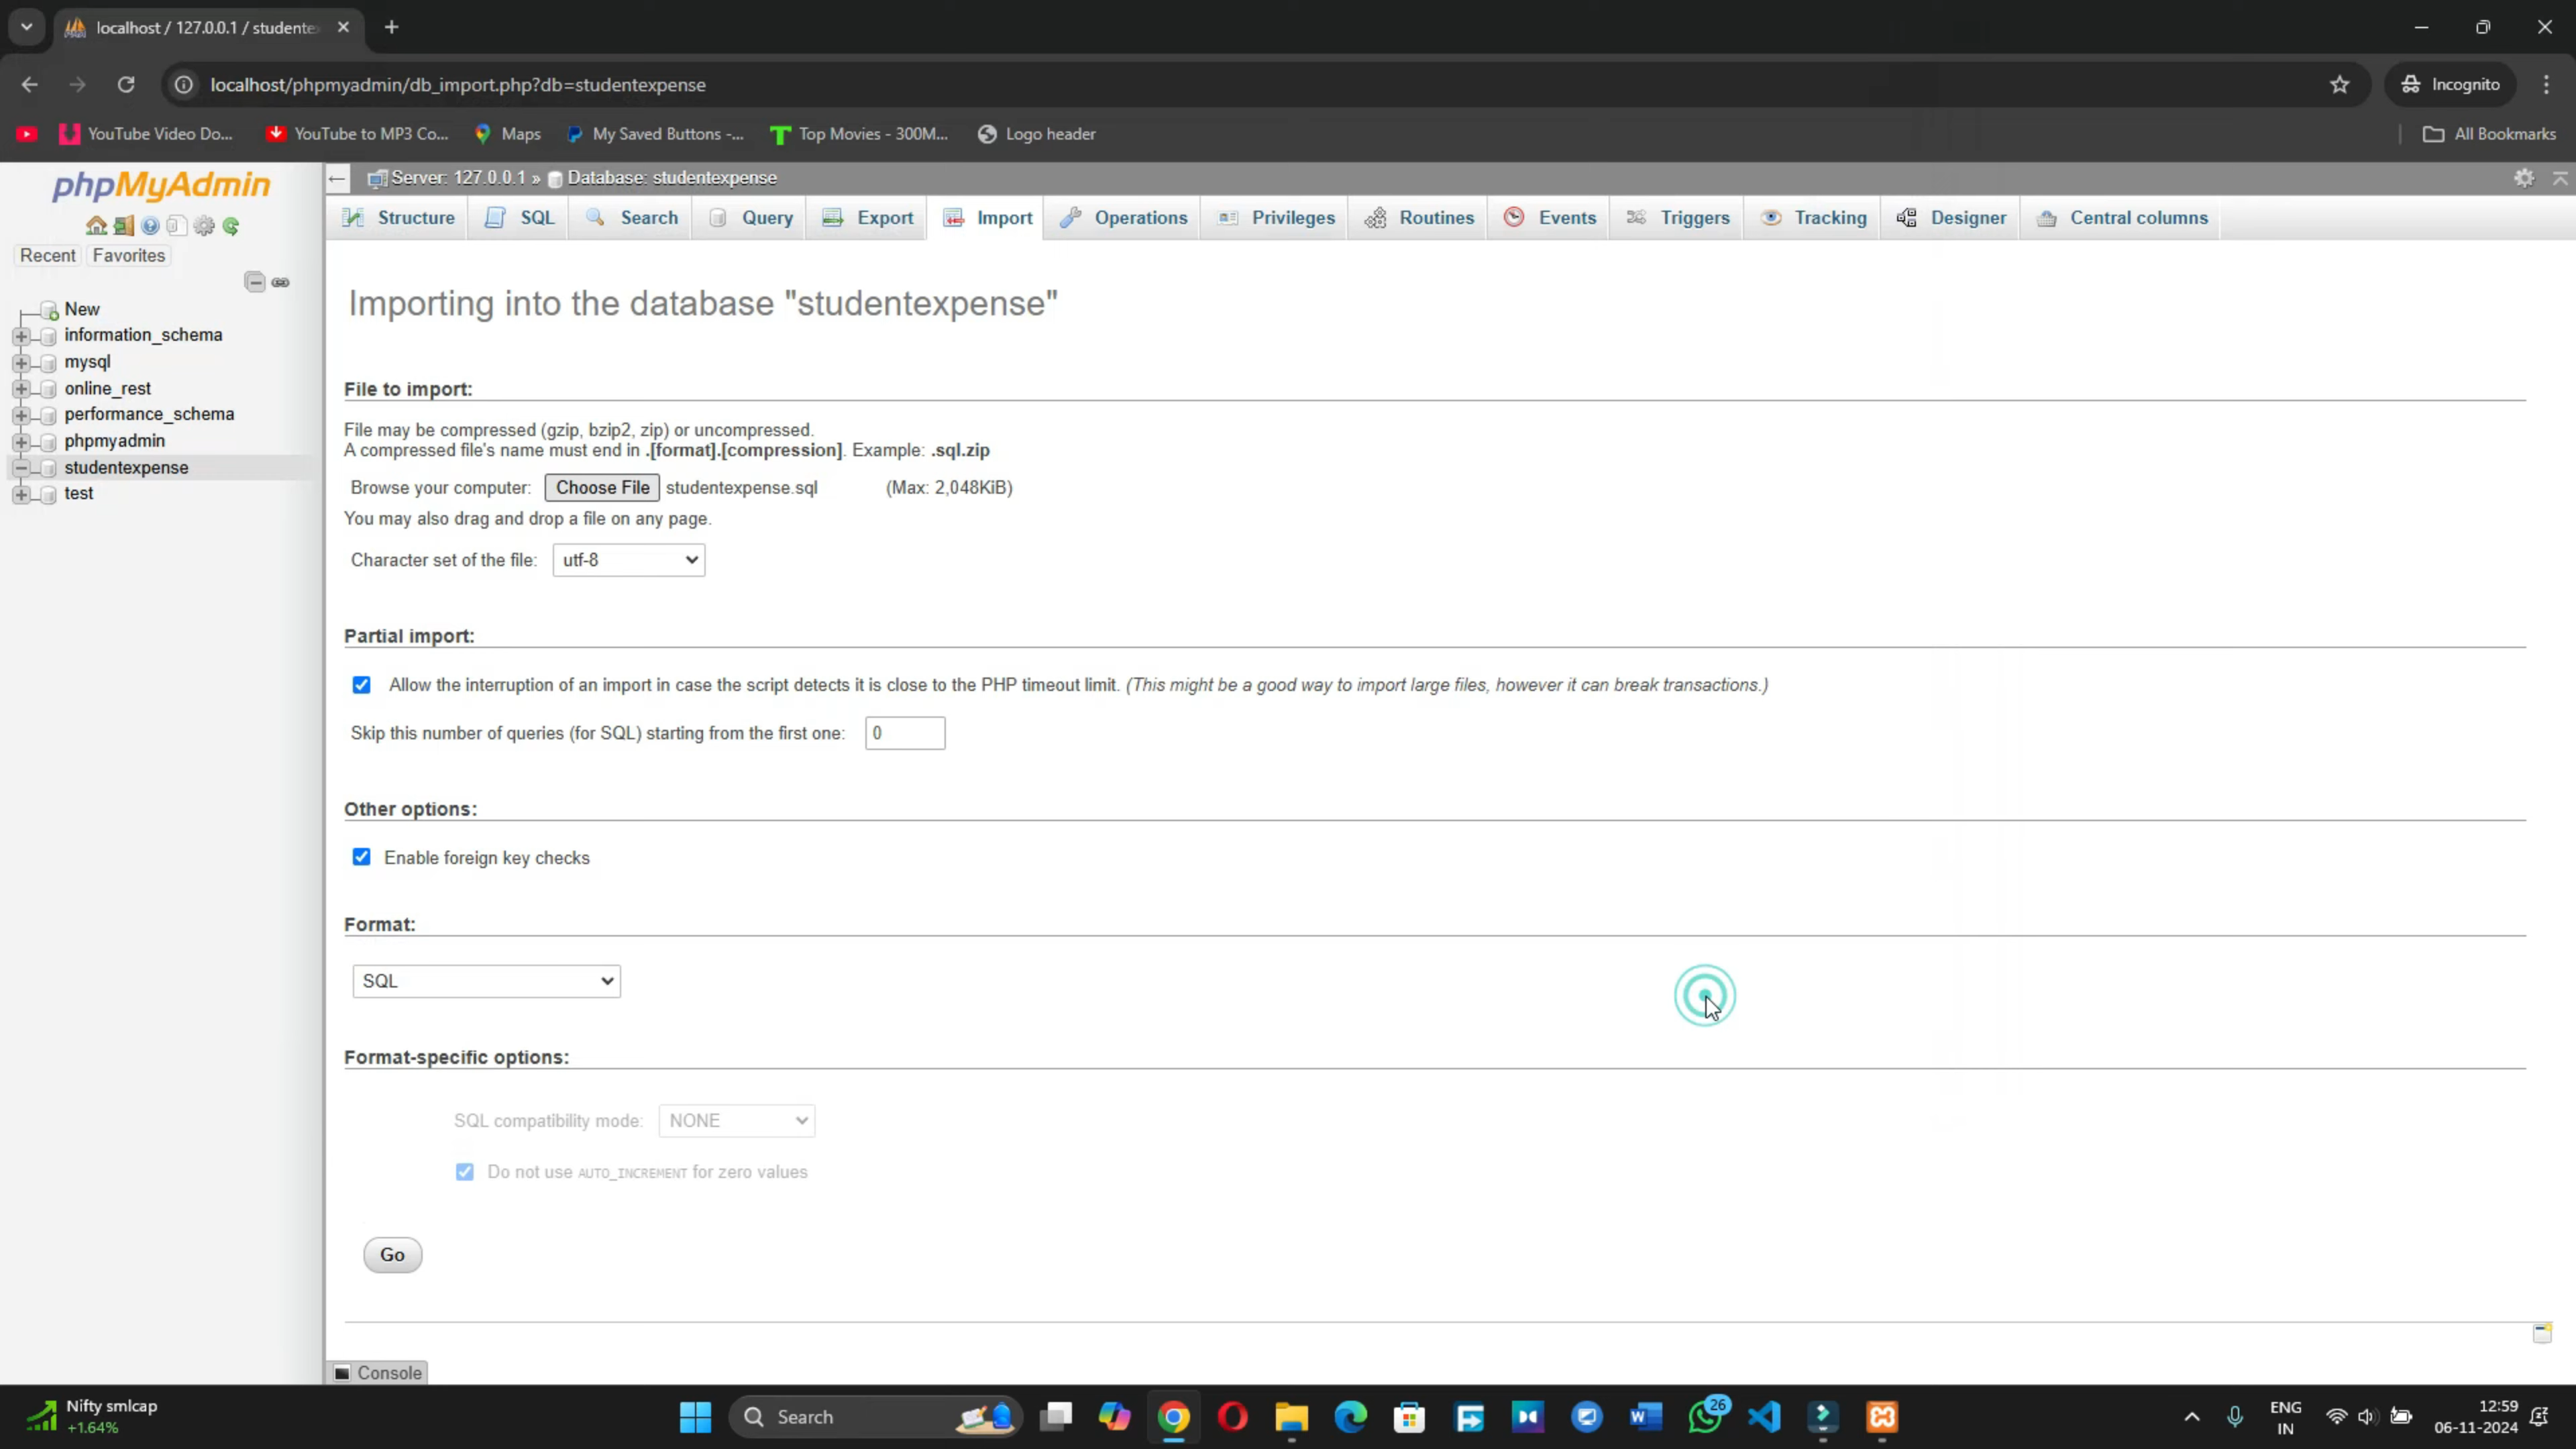 localhost / 127.0.0.1 / studente
localhost/phpmyadmin/db_import.php?db=studentexpense
Incognito
YouTube Video Do...
YouTube to MP3 Co...
Maps
My Saved Buttons -...
Top Movies - 300M...
Logo header
All Bookmarks
phpMyAdmin
Recent
Favorites
New
information_schema
mysql
online_rest
performance_schema
phpmyadmin
studentexpense
test
Server: 127.0.0.1 » Database: studentexpense
Structure
SQL
Search
Query
Export
Import
Operations
Privileges
Routines
Events
Triggers
Tracking
Designer
Central columns
Importing into the database "studentexpense"
File to import:
File may be compressed (gzip, bzip2, zip) or uncompressed.
A compressed file's name must end in .[format].[compression]. Example: .sql.zip
Browse your computer: Choose File studentexpense.sql (Max: 2,048KiB)
You may also drag and drop a file on any page.
Character set of the file: utf-8
Partial import:
Allow the interruption of an import in case the script detects it is close to the PHP timeout limit. (This might be a good way to import large files, however it can break transactions.)
Skip this number of queries (for SQL) starting from the first one: 0
Other options:
Enable foreign key checks
Format:
SQL
Format-specific options:
SQL compatibility mode: NONE
Do not use AUTO_INCREMENT for zero values
Go
Console
Nifty smlcap
+1.64%
Search
26
ENG
IN
12:59
06-11-2024